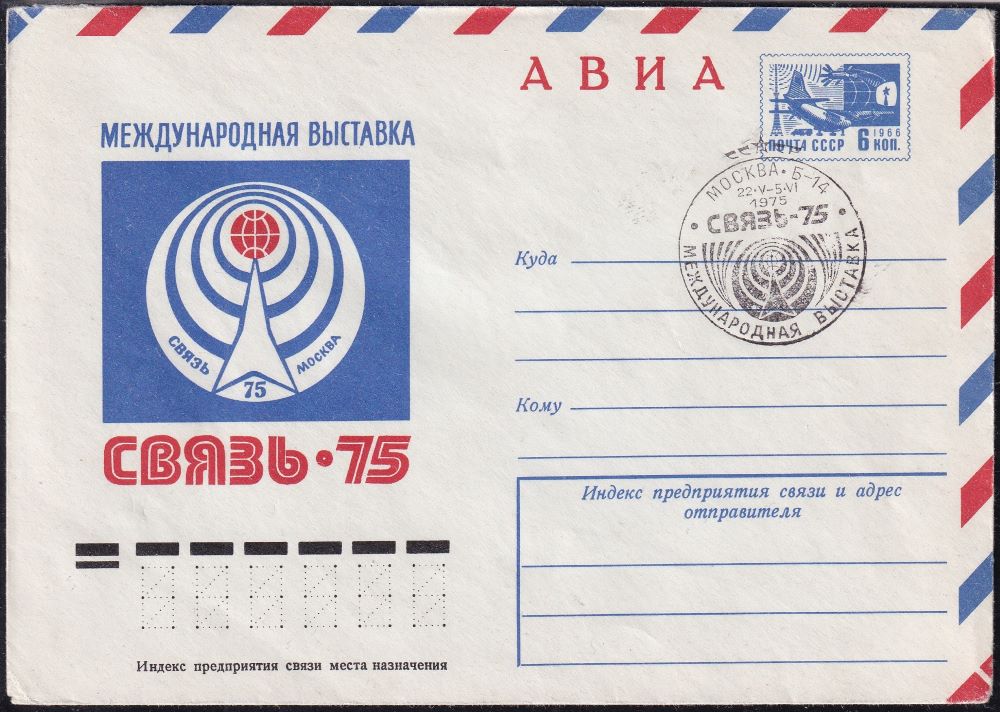 АВИА
1966
ПОЧТА СССР 6 КОП.
МЕЖДУНАРОДНАЯ ВЫСТАВКА
СВЯЗЬ
75
МОСКВА
СВЯЗЬ·75
МОСКВА · Б-14
22·V-5·VI
1975
· СВЯЗЬ-75 ·
МЕЖДУНАРОДНАЯ ВЫСТАВКА
Куда
Кому
Индекс предприятия связи и адрес
отправителя
Индекс предприятия связи места назначения